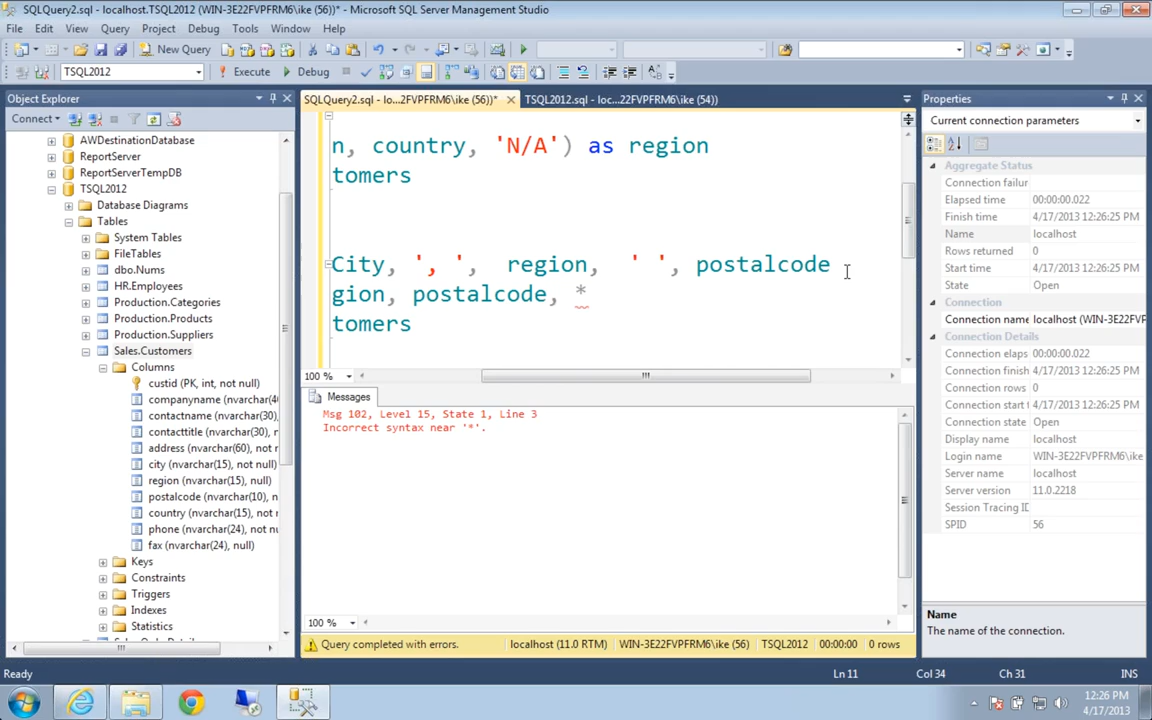 SQLQuery2.sql - localhost.TSQL2012 (WIN-3E22VPFRM6\ike (56))* - Microsoft SQL Server Management Studio
File Edit View Query Project Debug Tools Window Help
New Query
TSQL2012 Execute Debug
Object Explorer
Connect
AWDestinationDatabase
ReportServer
ReportServerTempDB
TSQL2012
Database Diagrams
Tables
System Tables
FileTables
dbo.Nums
HR.Employees
Production.Categories
Production.Products
Production.Suppliers
Sales.Customers
Columns
custid (PK, int, not null)
companyname (nvarchar(4
contactname (nvarchar(30),
contacttitle (nvarchar(30),
address (nvarchar(60), not n
city (nvarchar(15), not null)
region (nvarchar(15), null)
postalcode (nvarchar(10), n
country (nvarchar(15), not n
phone (nvarchar(24), not nu
fax (nvarchar(24), null)
Keys
Constraints
Triggers
Indexes
Statistics
SQLQuery2.sql - lo...2FVPFRM6\ike (56))* TSQL2012.sql - loc...22FVPFRM6\ike (54))
n, country, 'N/A') as region
tomers
City, ', ', region, ' ', postalcode
gion, postalcode, *
tomers
100 %
Messages
Msg 102, Level 15, State 1, Line 3
Incorrect syntax near '*'.
100 %
Query completed with errors. localhost (11.0 RTM) WIN-3E22FVPFRM6\ike (56) TSQL2012 00:00:00 0 rows
Properties
Current connection parameters
Aggregate Status
Connection failur
Elapsed time 00:00:00.022
Finish time 4/17/2013 12:26:25 PM
Name localhost
Rows returned 0
Start time 4/17/2013 12:26:25 PM
State Open
Connection
Connection name localhost (WIN-3E22FV
Connection Details
Connection elaps 00:00:00.022
Connection finish 4/17/2013 12:26:25 PM
Connection rows 0
Connection start t 4/17/2013 12:26:25 PM
Connection state Open
Display name localhost
Login name WIN-3E22FVPFRM6\ike
Server name localhost
Server version 11.0.2218
Session Tracing ID
SPID 56
Name
The name of the connection.
Ready Ln 11 Col 34 Ch 31 INS
12:26 PM
4/17/2013